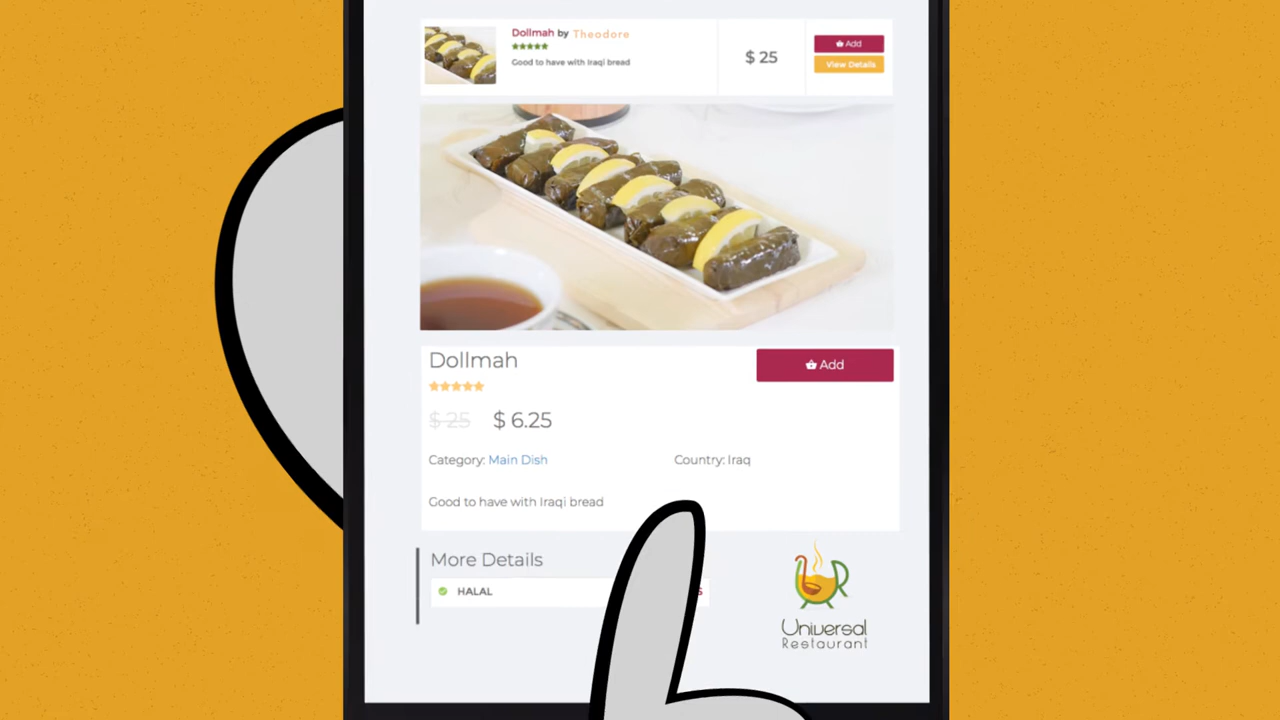 Dollmah by Theodore
Good to have with Iraqi bread
$ 25
Add
View Details
Dollmah
Add
$ 25 $ 6.25
Category: Main Dish
Country: Iraq
Good to have with Iraqi bread
More Details
HALAL
Universal
Restaurant